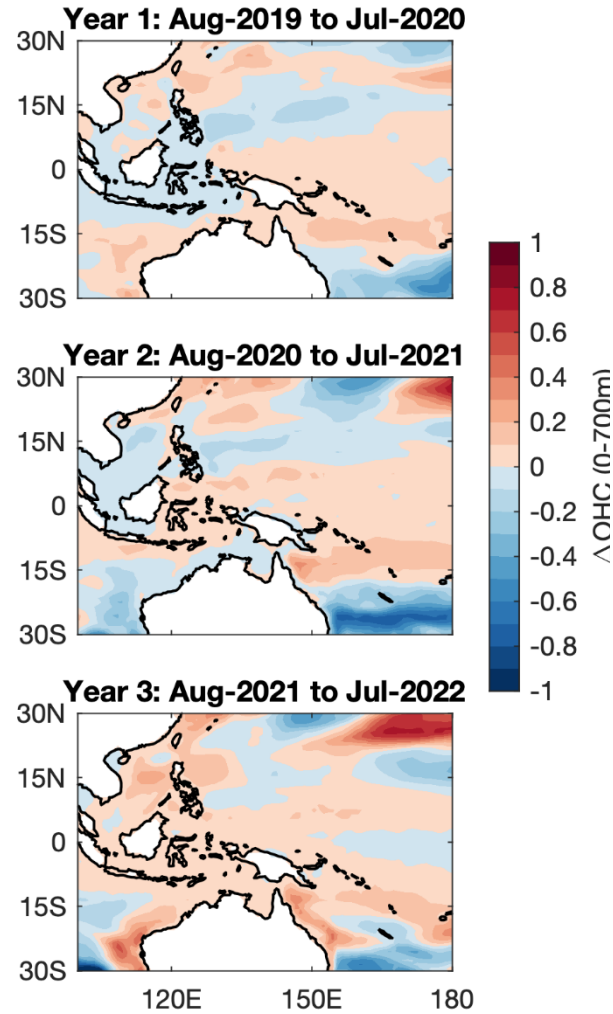 Year 1: Aug-2019 to Jul-2020
30N
15N
0
15S
30S
Year 2: Aug-2020 to Jul-2021
30N
15N
0
15S
30S
Year 3: Aug-2021 to Jul-2022
30N
15N
0
15S
30S
120E 150E 180
1
0.8
0.6
0.4
0.2
0
-0.2
-0.4
-0.6
-0.8
-1
△OHC (0-700m)